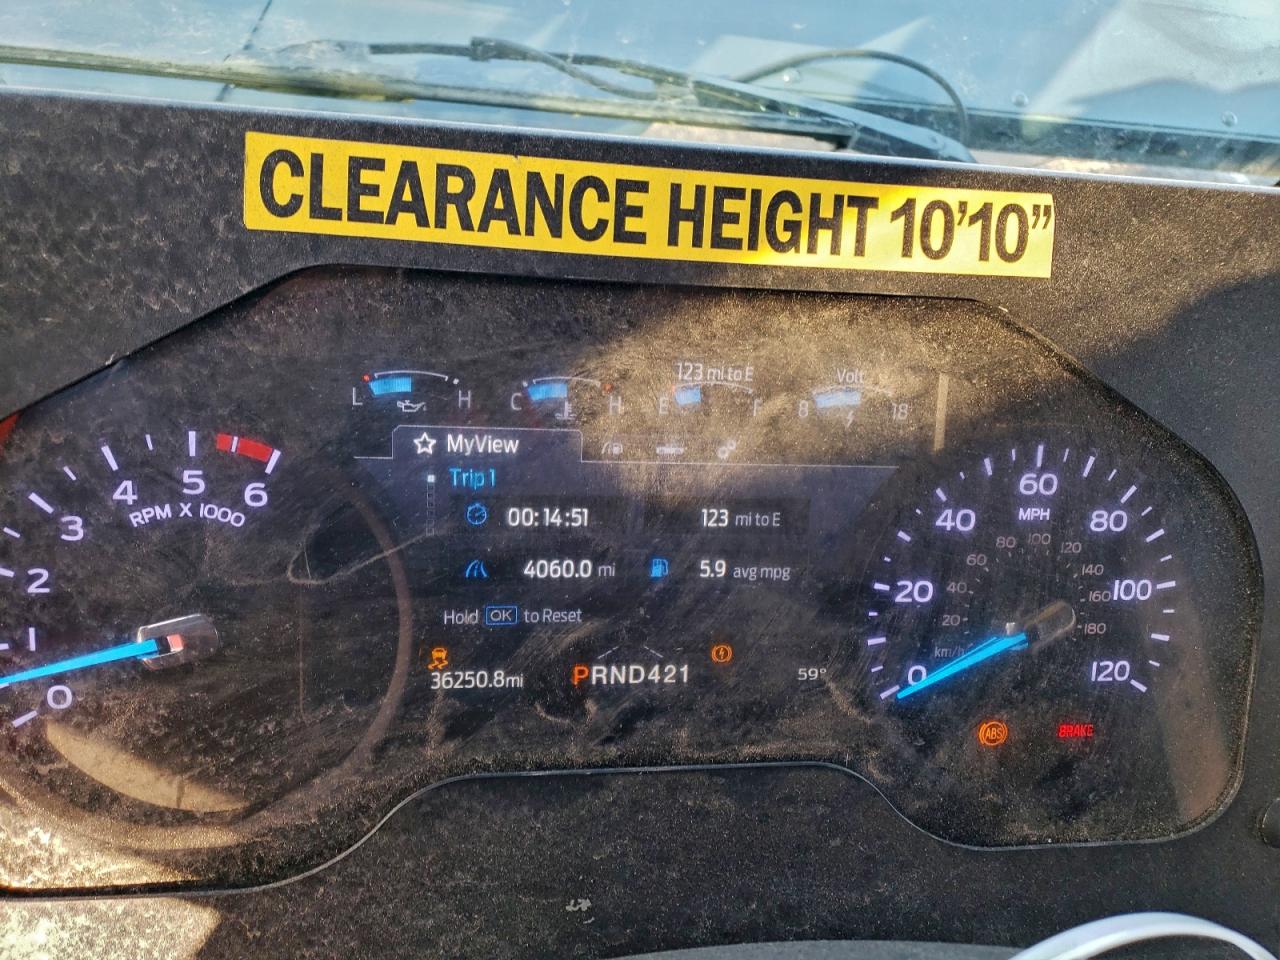 CLEARANCE HEIGHT 10'10"
123 mi to E Volt
L H C H E F 8 18
MyView
Trip 1
00:14:51 123 mi to E
4060.0 mi 5.9 avg mpg
Hold OK to Reset
36250.8mi PRND421 59°
0 1 2 3 4 5 6
RPM X 1000
0 20 40 60 80 100 120
MPH
20 40 60 80 100 120 140 160 180
km/h
ABS BRAKE